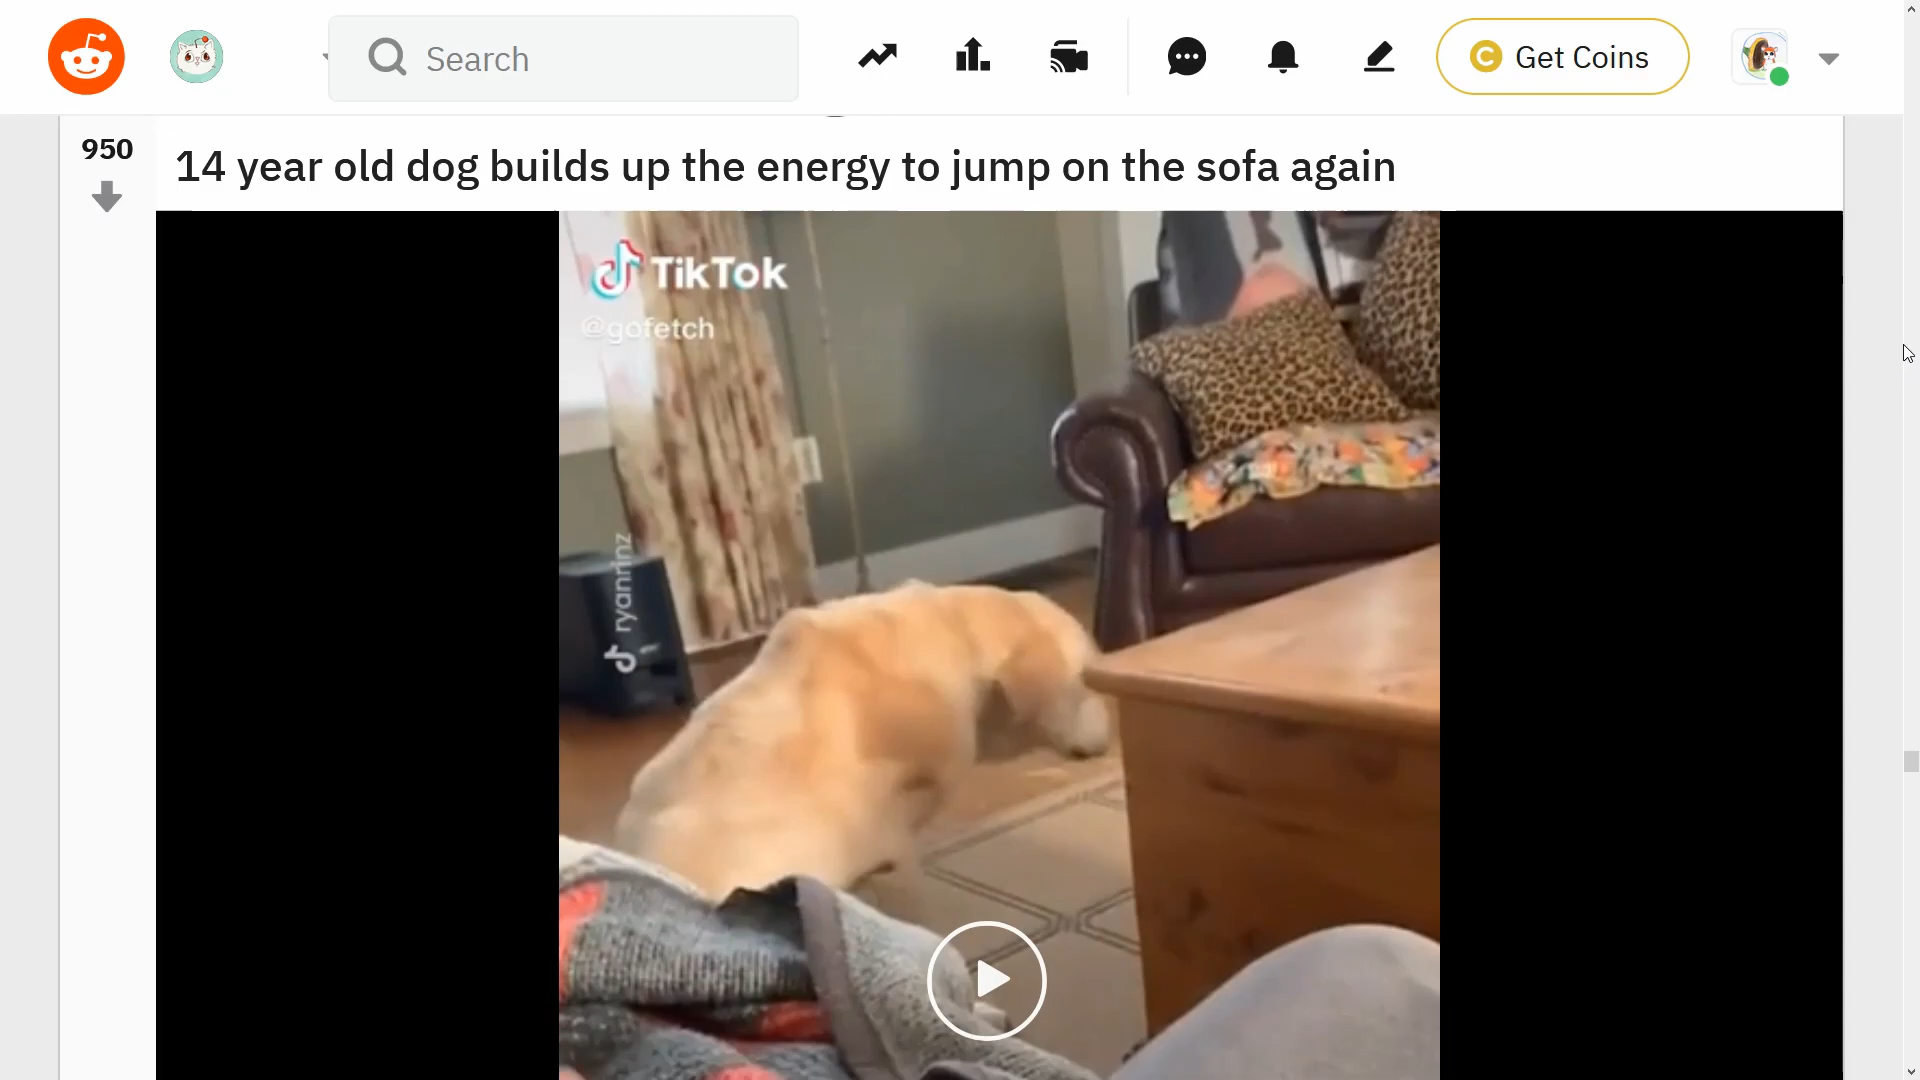 Search
Get Coins
950
14 year old dog builds up the energy to jump on the sofa again
TikTok
@gofetch
ryanrinz